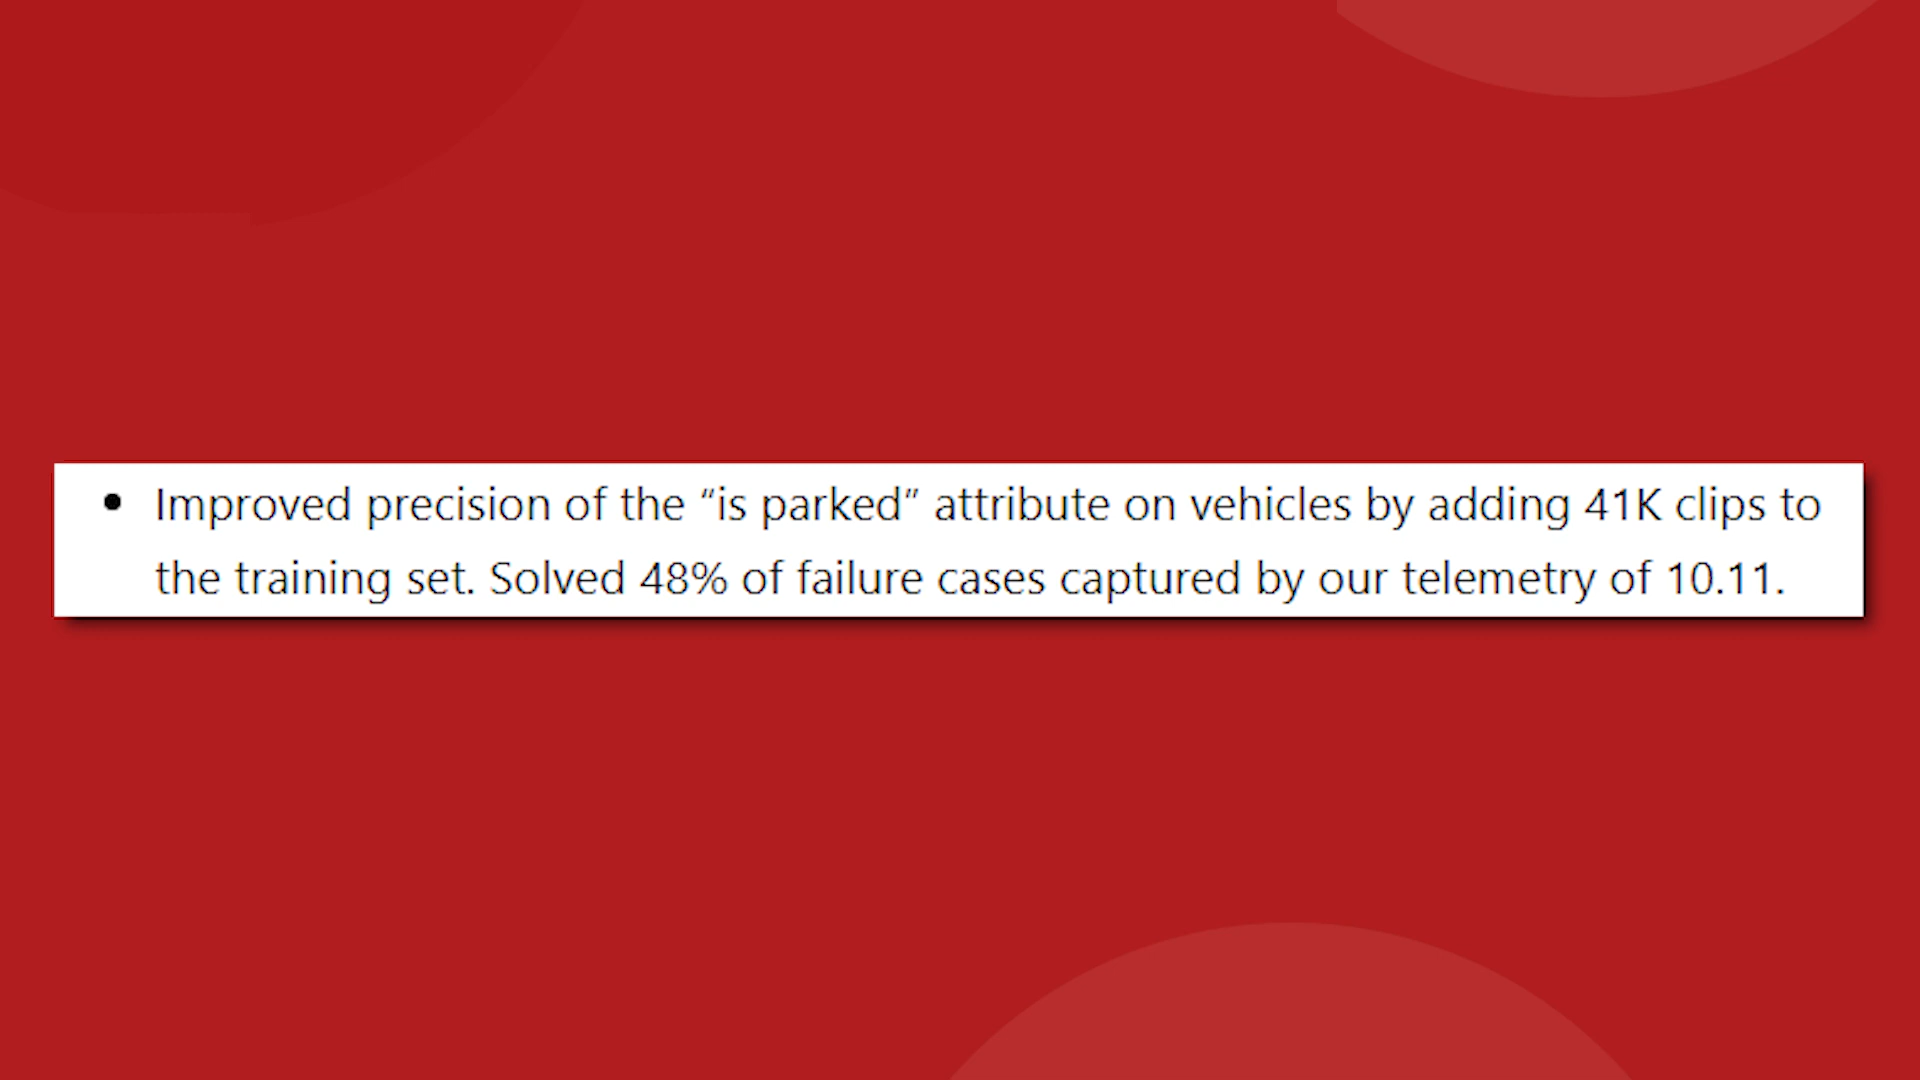 • Improved precision of the “is parked” attribute on vehicles by adding 41K clips to
the training set. Solved 48% of failure cases captured by our telemetry of 10.11.